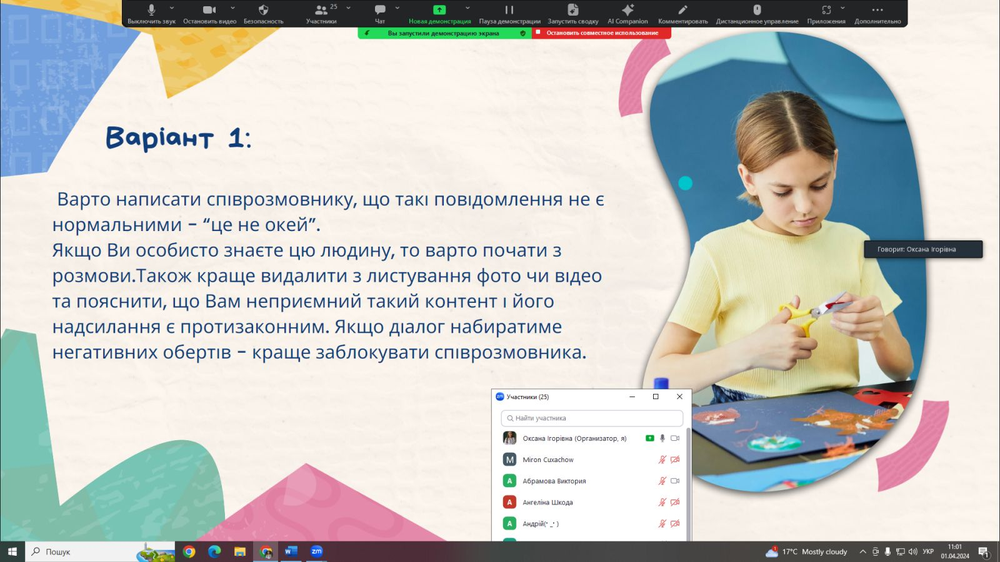 Выключить звук
Остановить видео
Безопасность
Участники
25
Чат
Новая демонстрация
Пауза демонстрации
Запустить сводку
AI Companion
Комментировать
Дистанционное управление
Приложения
Дополнительно
Вы запустили демонстрацию экрана
Остановить совместное использование
Варіант 1:
Варто написати співрозмовнику, що такі повідомлення не є
нормальними – “це не окей”.
Якщо Ви особисто знаєте цю людину, то варто почати з
розмови.Також краще видалити з листування фото чи відео
та пояснити, що Вам неприємний такий контент і його
надсилання є протизаконним. Якщо діалог набиратиме
негативних обертів – краще заблокувати співрозмовника.
Говорит: Оксана Ігорівна
zm Участники (25)
Найти участника
Оксана Ігорівна (Организатор, я)
M Miron Cuxachow
А Абрамова Виктория
А Ангеліна Шкода
А Андрій(• _• )
Пошук
W
zm
1
17°C Mostly cloudy
УКР
11:01
01.04.2024
1